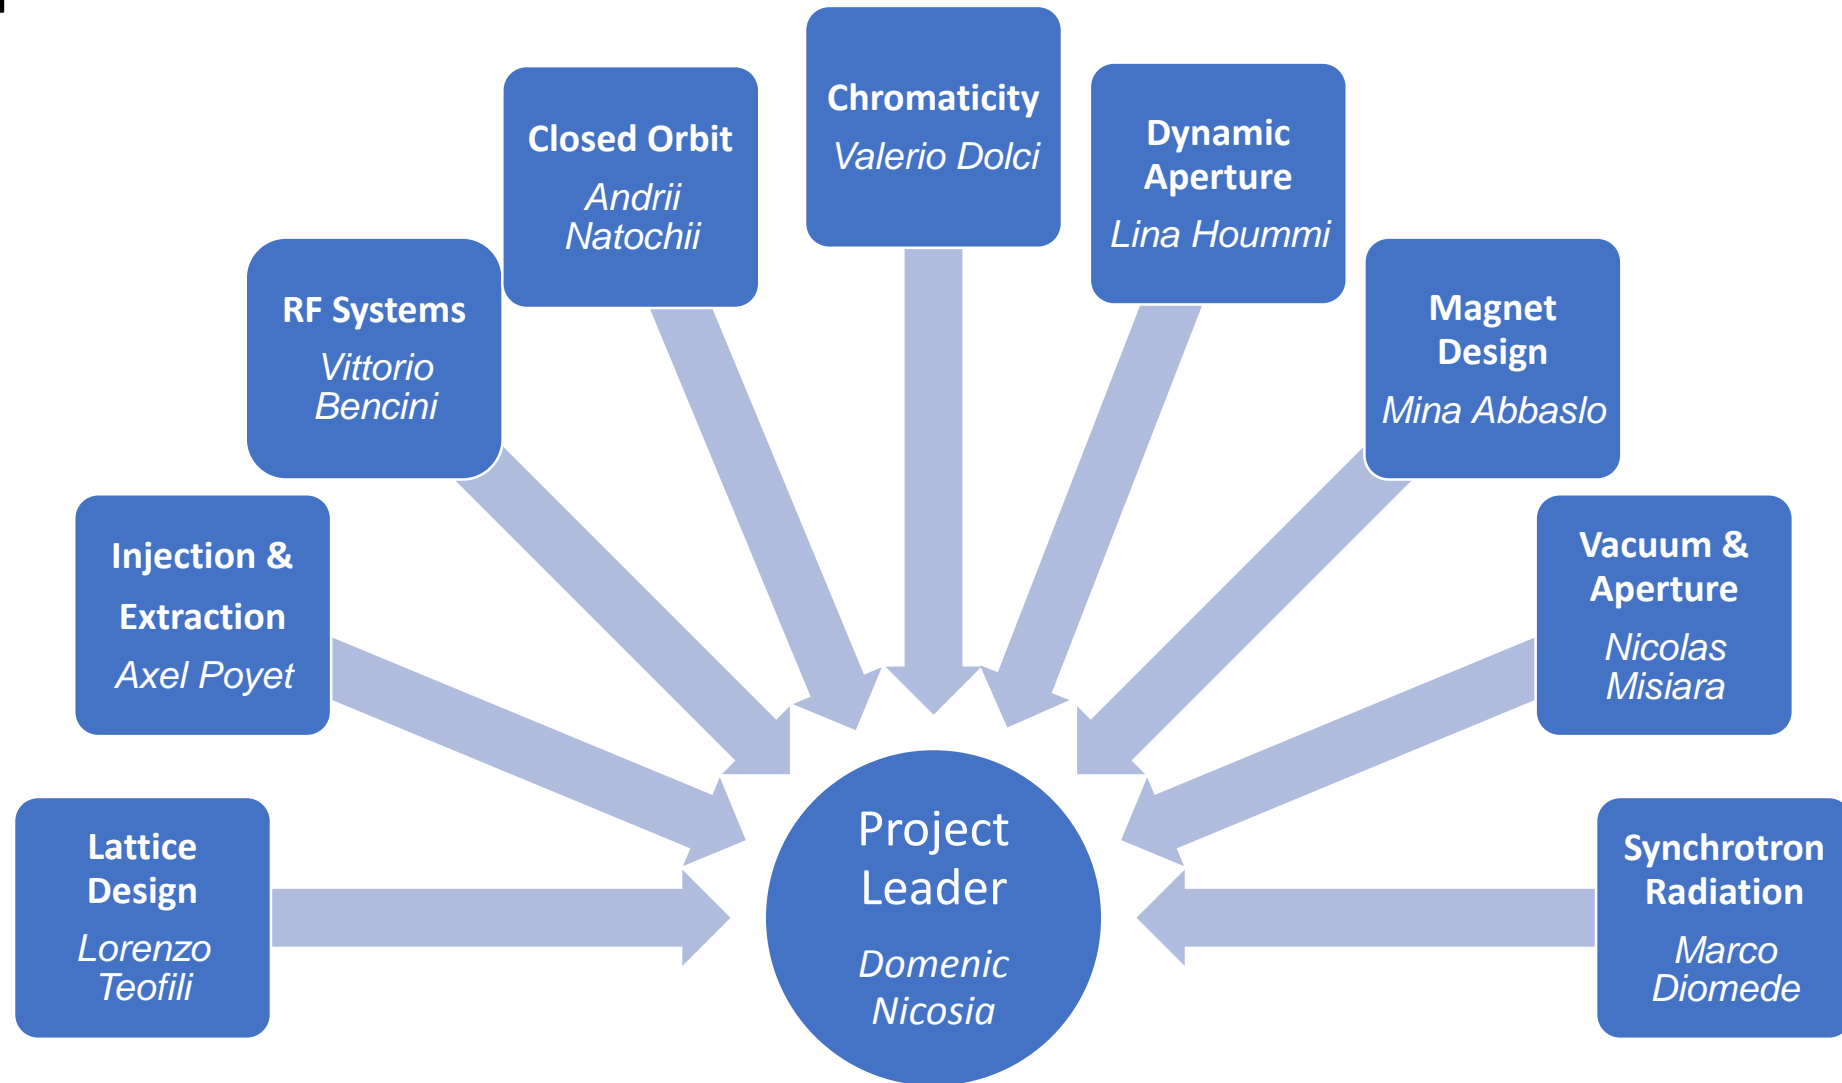 Chromaticity
Valerio Dolci
Closed Orbit
Andrii
Natochii
Dynamic
Aperture
Lina Hoummi
RF Systems
Vittorio
Bencini
Magnet
Design
Mina Abbaslo
Injection &
Extraction
Axel Poyet
Vacuum &
Aperture
Nicolas
Misiara
Lattice
Design
Lorenzo
Teofili
Project
Leader
Domenic
Nicosia
Synchrotron
Radiation
Marco
Diomede